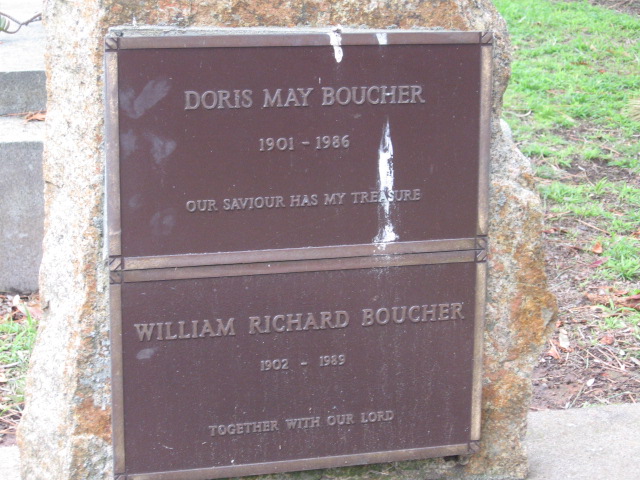 DORIS MAY BOUCHER
1901 - 1986
OUR SAVIOUR HAS MY TREASURE
WILLIAM RICHARD BOUCHER
1902 - 1989
TOGETHER WITH OUR LORD